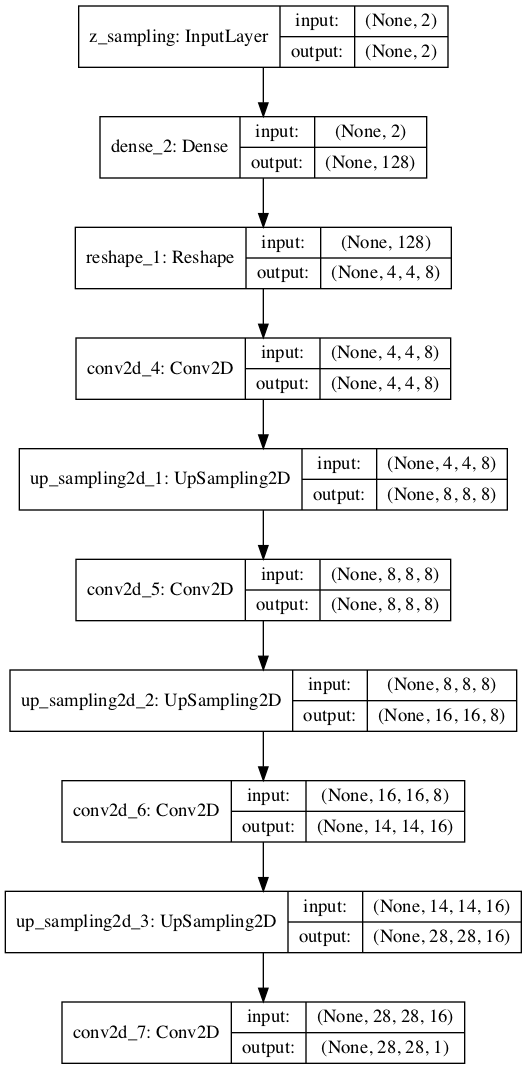 z_sampling: InputLayer
input: (None, 2)
output: (None, 2)
dense_2: Dense
input: (None, 2)
output: (None, 128)
reshape_1: Reshape
input: (None, 128)
output: (None, 4, 4, 8)
conv2d_4: Conv2D
input: (None, 4, 4, 8)
output: (None, 4, 4, 8)
up_sampling2d_1: UpSampling2D
input: (None, 4, 4, 8)
output: (None, 8, 8, 8)
conv2d_5: Conv2D
input: (None, 8, 8, 8)
output: (None, 8, 8, 8)
up_sampling2d_2: UpSampling2D
input: (None, 8, 8, 8)
output: (None, 16, 16, 8)
conv2d_6: Conv2D
input: (None, 16, 16, 8)
output: (None, 14, 14, 16)
up_sampling2d_3: UpSampling2D
input: (None, 14, 14, 16)
output: (None, 28, 28, 16)
conv2d_7: Conv2D
input: (None, 28, 28, 16)
output: (None, 28, 28, 1)